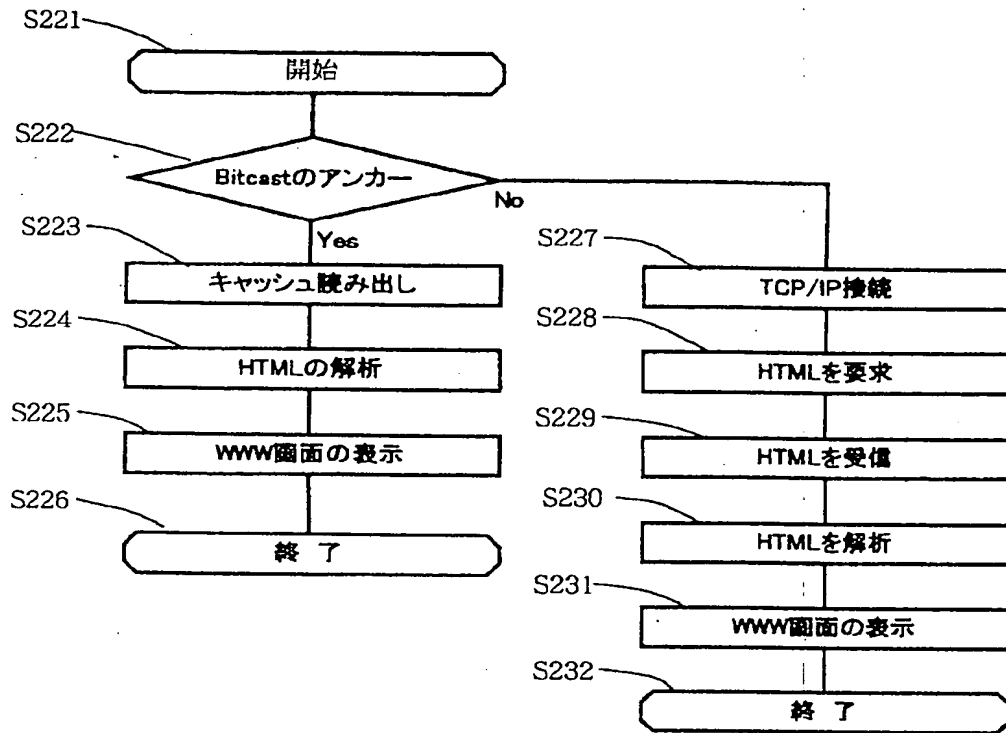 S221
開始
S222
Bitcastのアンカー
No
Yes
S223
キャッシュ読み出し
S224
HTMLの解析
S225
WWW画面の表示
S226
終 了
S227
TCP/IP接続
S228
HTMLを要求
S229
HTMLを受信
S230
HTMLを解析
S231
WWW画面の表示
S232
終 了